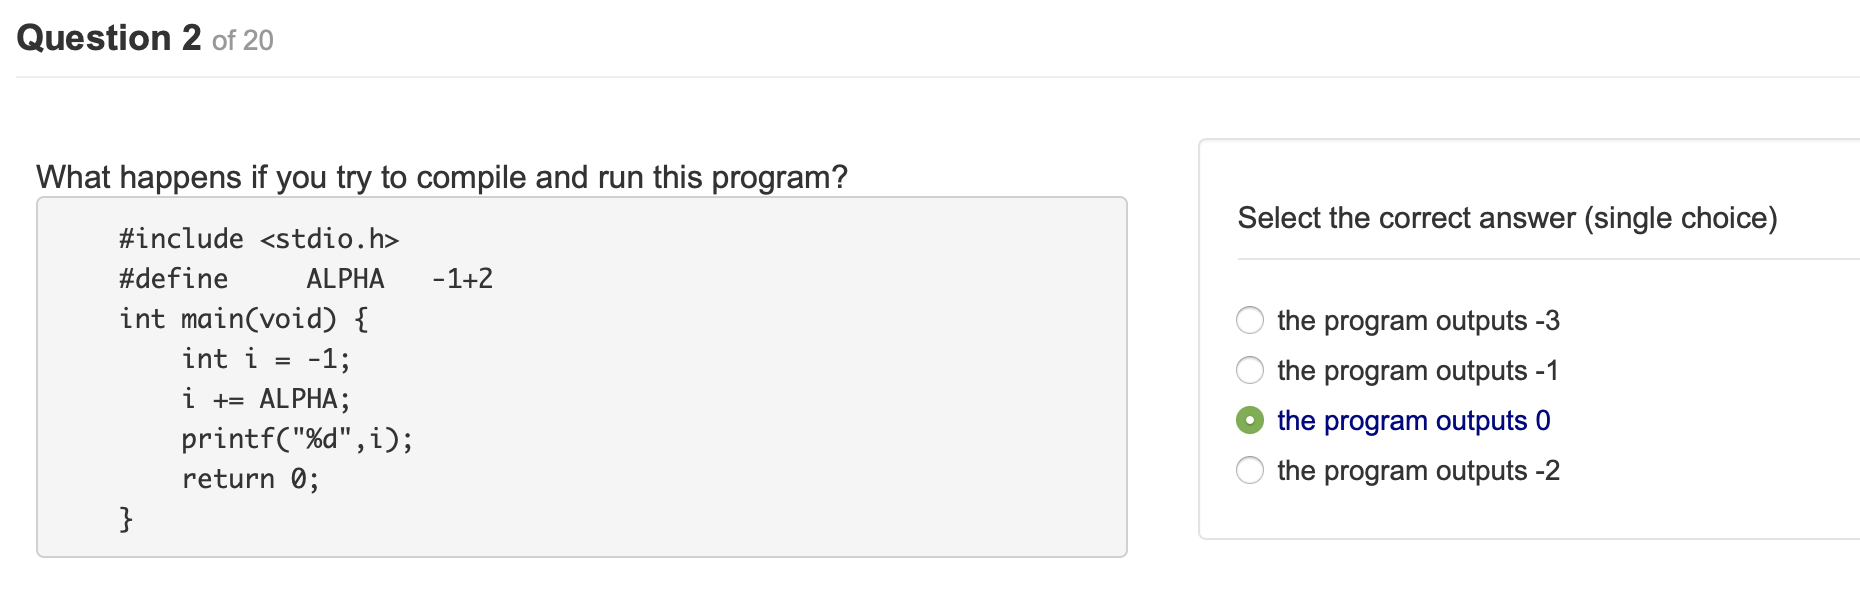 Question 2 of 20
What happens if you try to compile and run this program?
#include <stdio.h>
#define     ALPHA   -1+2
int main(void) {
    int i = -1;
    i += ALPHA;
    printf("%d",i);
    return 0;
}
Select the correct answer (single choice)
the program outputs -3
the program outputs -1
the program outputs 0
the program outputs -2